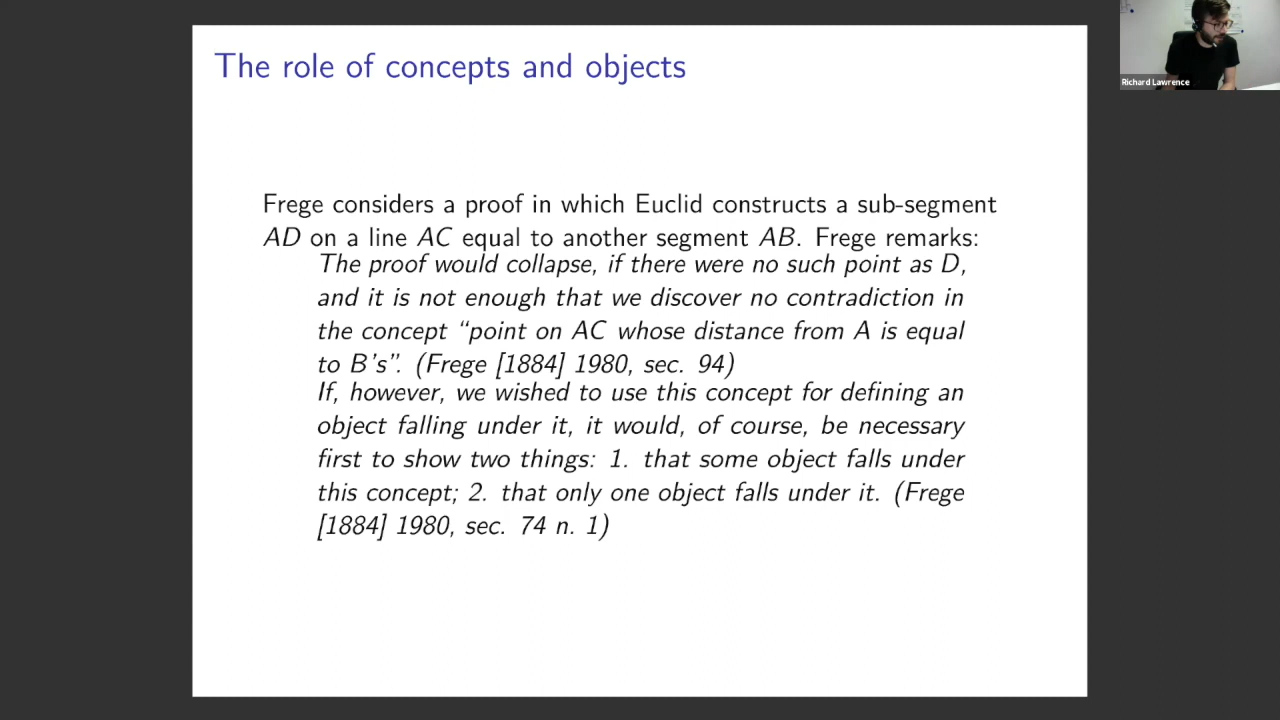 The role of concepts and objects
Richard Lawrence
Frege considers a proof in which Euclid constructs a sub-segment
AD on a line AC equal to another segment AB. Frege remarks:
The proof would collapse, if there were no such point as D,
and it is not enough that we discover no contradiction in
the concept “point on AC whose distance from A is equal
to B’s”. (Frege [1884] 1980, sec. 94)
If, however, we wished to use this concept for defining an
object falling under it, it would, of course, be necessary
first to show two things: 1. that some object falls under
this concept; 2. that only one object falls under it. (Frege
[1884] 1980, sec. 74 n. 1)